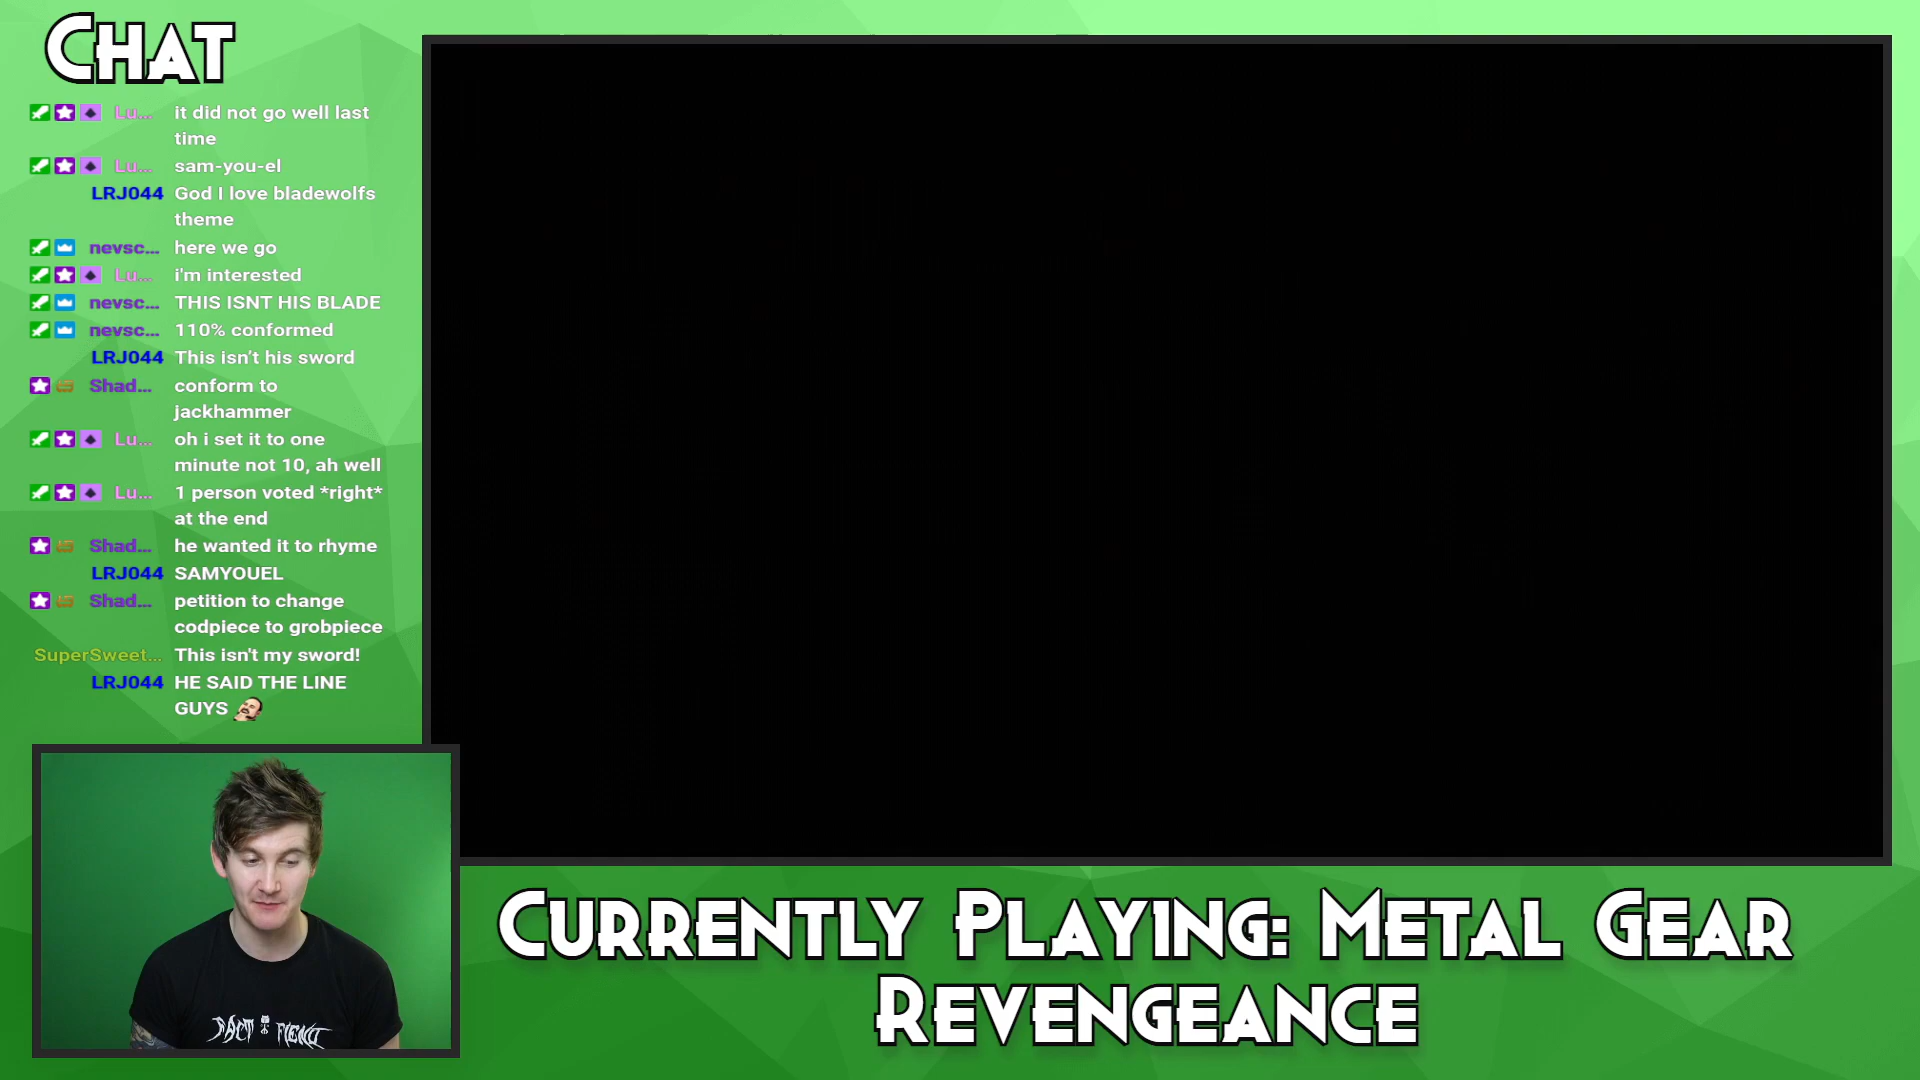 Chat
Lu... it did not go well last
time
Lu... sam-you-el
LRJ044 God I love bladewolfs
theme
nevsc... here we go
Lu... i'm interested
nevsc... THIS ISNT HIS BLADE
nevsc... 110% conformed
LRJ044 This isn't his sword
Shad... conform to
jackhammer
Lu... oh i set it to one
minute not 10, ah well
Lu... 1 person voted *right*
at the end
Shad... he wanted it to rhyme
LRJ044 SAMYOUEL
Shad... petition to change
codpiece to grobpiece
SuperSweet... This isn't my sword!
LRJ044 HE SAID THE LINE
GUYS
FACT FIEND
Currently Playing: Metal Gear
Revengeance